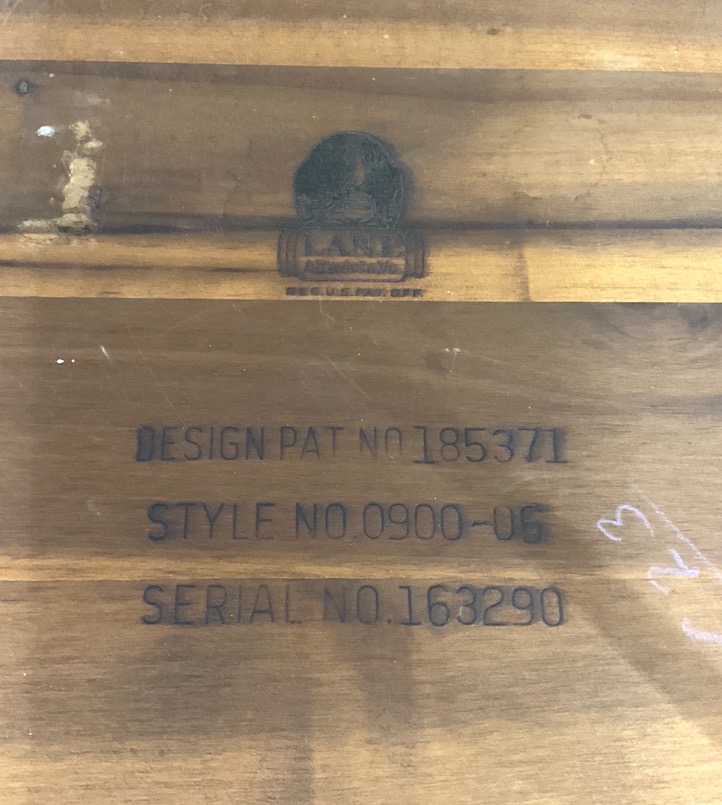 LANE
Altavista, Va.
REG. U.S. PAT. OFF.
DESIGN PAT NO 185371
STYLE NO. 0900-06
SERIAL NO. 163290